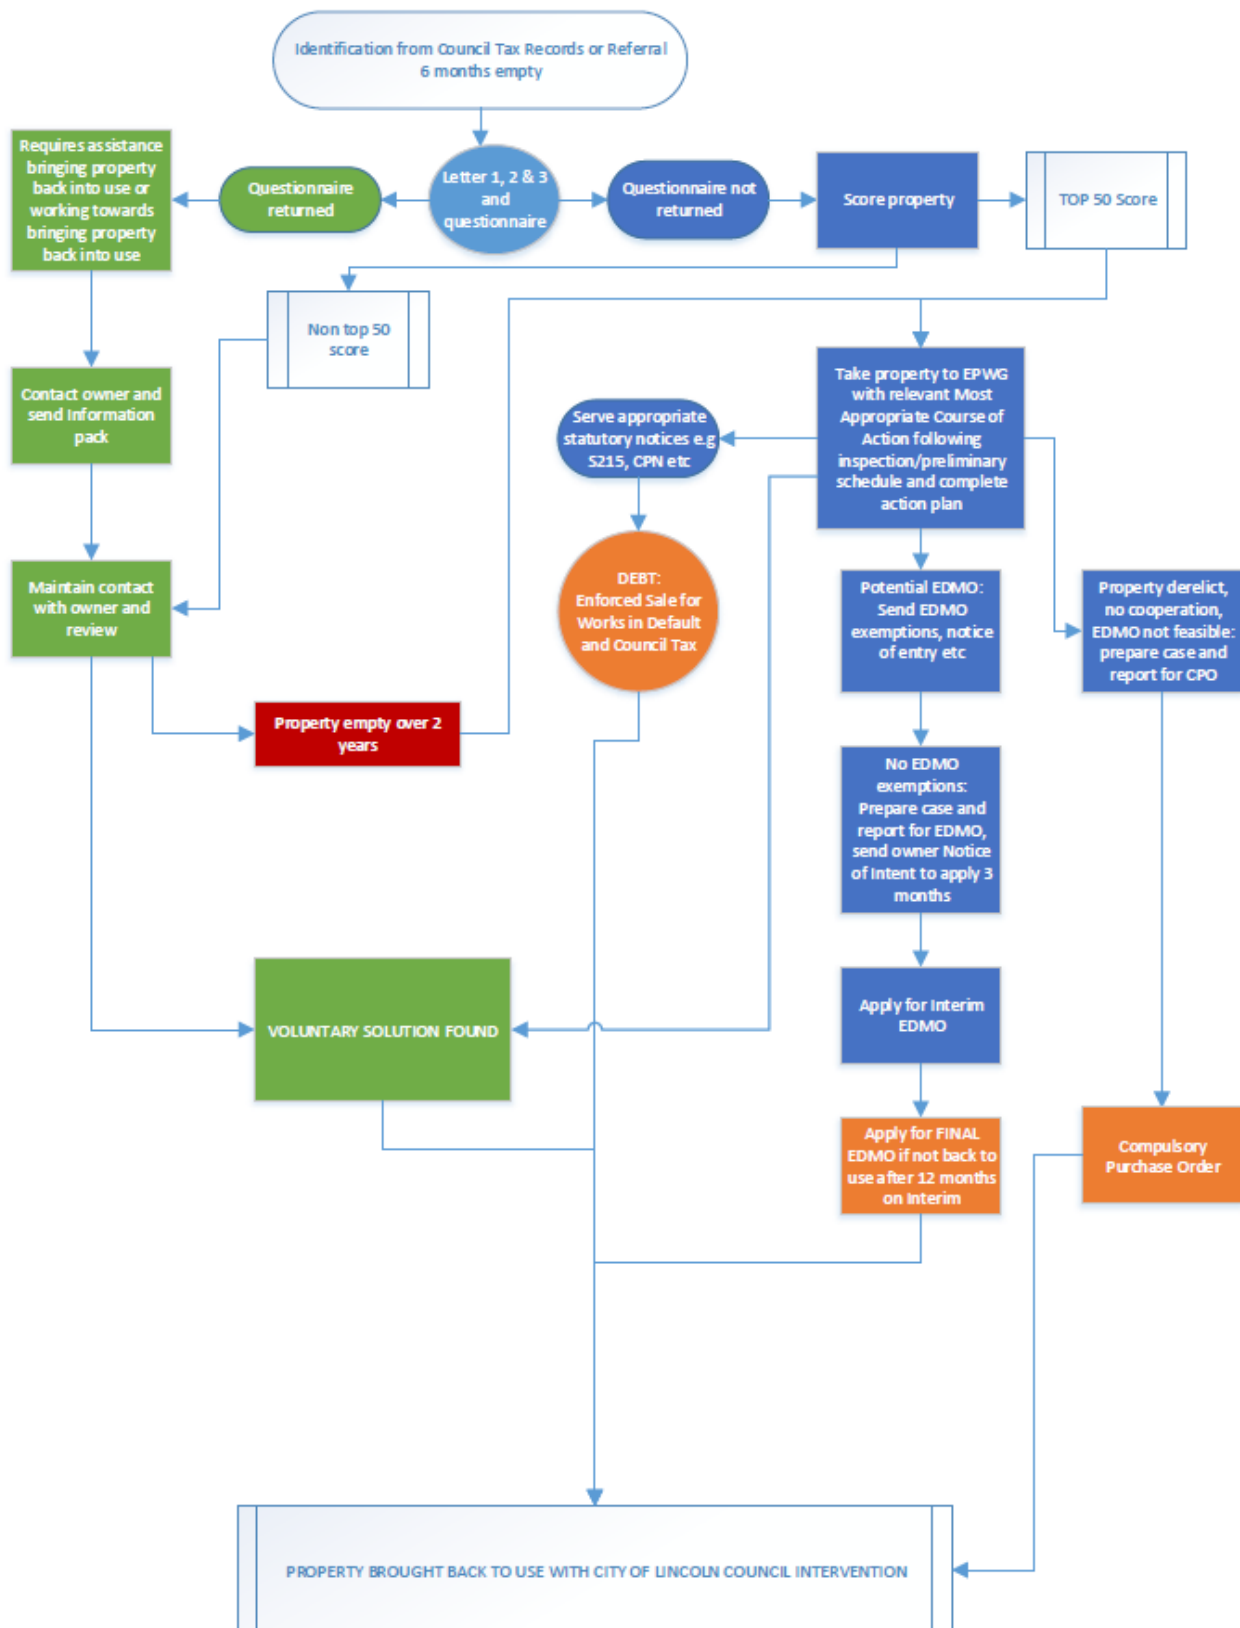 Identification from Council Tax Records or Referral
6 months empty
Requires assistance
bringing property
back into use or
working towards
bringing property
back into use
Questionnaire
returned
Letter 1, 2 & 3
and
questionnaire
Questionnaire not
returned
Score property
TOP 50 Score
Non top 50
score
Contact owner and
send Information
pack
Serve appropriate
statutory notices e.g
S215, CPN etc
Take property to EPWG
with relevant Most
Appropriate Course of
Action following
inspection/preliminary
schedule and complete
action plan
Maintain contact
with owner and
review
DEBT:
Enforced Sale for
Works in Default
and Council Tax
Potential EDMO:
Send EDMO
exemptions, notice
of entry etc
Property derelict,
no cooperation,
EDMO not feasible:
prepare case and
report for CPO
Property empty over 2
years
No EDMO
exemptions:
Prepare case and
report for EDMO,
send owner Notice
of Intent to apply 3
months
VOLUNTARY SOLUTION FOUND
Apply for Interim
EDMO
Apply for FINAL
EDMO if not back to
use after 12 months
on Interim
Compulsory
Purchase Order
PROPERTY BROUGHT BACK TO USE WITH CITY OF LINCOLN COUNCIL INTERVENTION